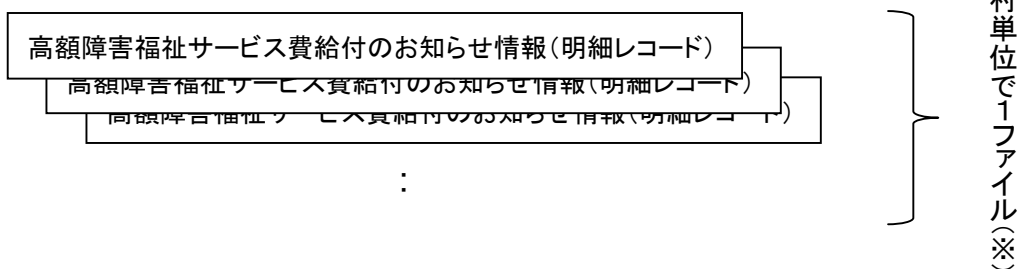 高額障害福祉サービス費給付のお知らせ情報（明細レコード）
高額障害福祉サービス費給付のお知らせ情報（明細レコード）
高額障害福祉サービス費給付のお知らせ情報（明細レコード）
：
村単位で１ファイル（※）